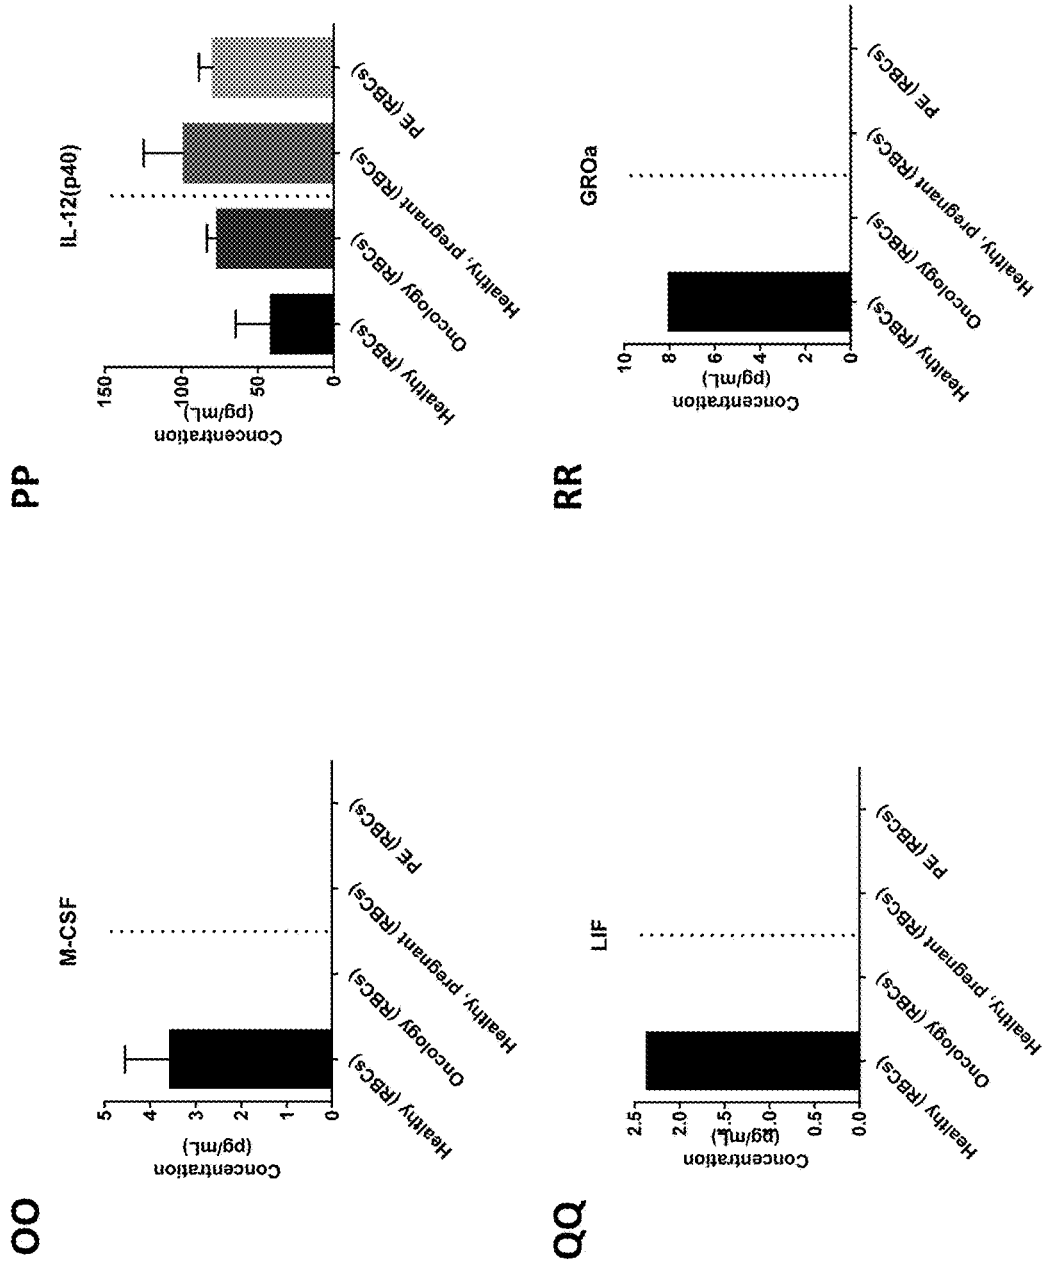 OO
M-CSF
Concentration
(pg/mL)
5
4
3
2
1
0
Healthy (RBCs)
Oncology (RBCs)
Healthy, pregnant (RBCs)
PE (RBCs)
PP
IL-12(p40)
Concentration
(pg/mL)
150
100
50
0
Healthy (RBCs)
Oncology (RBCs)
Healthy, pregnant (RBCs)
PE (RBCs)
QQ
LIF
Concentration
(pg/mL)
2.5
2.0
1.5
1.0
0.5
0.0
Healthy (RBCs)
Oncology (RBCs)
Healthy, pregnant (RBCs)
PE (RBCs)
RR
GROa
Concentration
(pg/mL)
10
8
6
4
2
0
Healthy (RBCs)
Oncology (RBCs)
Healthy, pregnant (RBCs)
PE (RBCs)